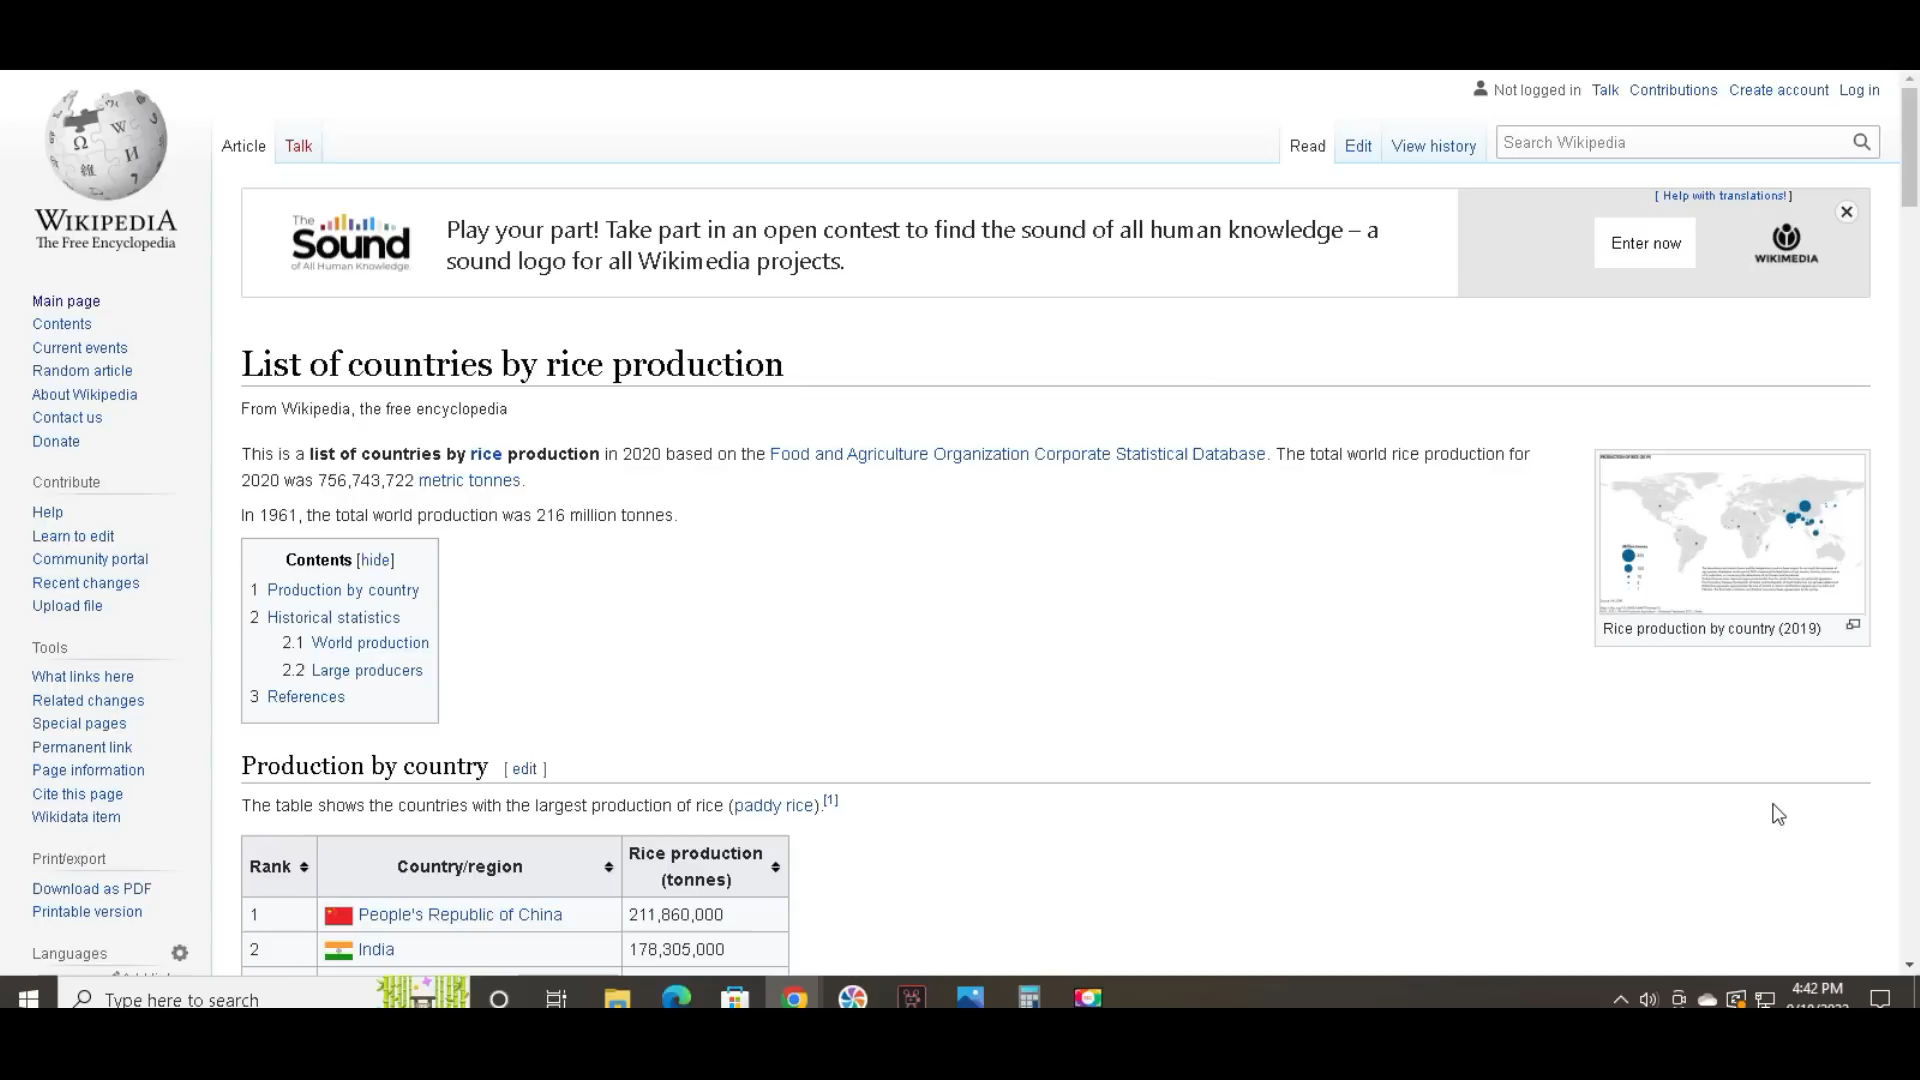 Not logged in Talk Contributions Create account Log in
Article Talk Read Edit View history Search Wikipedia
WIKIPEDIA
The Free Encyclopedia
[ Help with translations! ]
The Sound of All Human Knowledge
Play your part! Take part in an open contest to find the sound of all human knowledge – a
sound logo for all Wikimedia projects.
Enter now
WIKIMEDIA
Main page
Contents
Current events
Random article
About Wikipedia
Contact us
Donate
Contribute
Help
Learn to edit
Community portal
Recent changes
Upload file
Tools
What links here
Related changes
Special pages
Permanent link
Page information
Cite this page
Wikidata item
Print/export
Download as PDF
Printable version
Languages
List of countries by rice production
From Wikipedia, the free encyclopedia
This is a list of countries by rice production in 2020 based on the Food and Agriculture Organization Corporate Statistical Database. The total world rice production for
2020 was 756,743,722 metric tonnes.
In 1961, the total world production was 216 million tonnes.
Contents [hide]
1 Production by country
2 Historical statistics
2.1 World production
2.2 Large producers
3 References
Rice production by country (2019)
Production by country [ edit ]
The table shows the countries with the largest production of rice (paddy rice).[1]
Rank Country/region Rice production
(tonnes)
1 People's Republic of China 211,860,000
2 India 178,305,000
Type here to search
4:42 PM